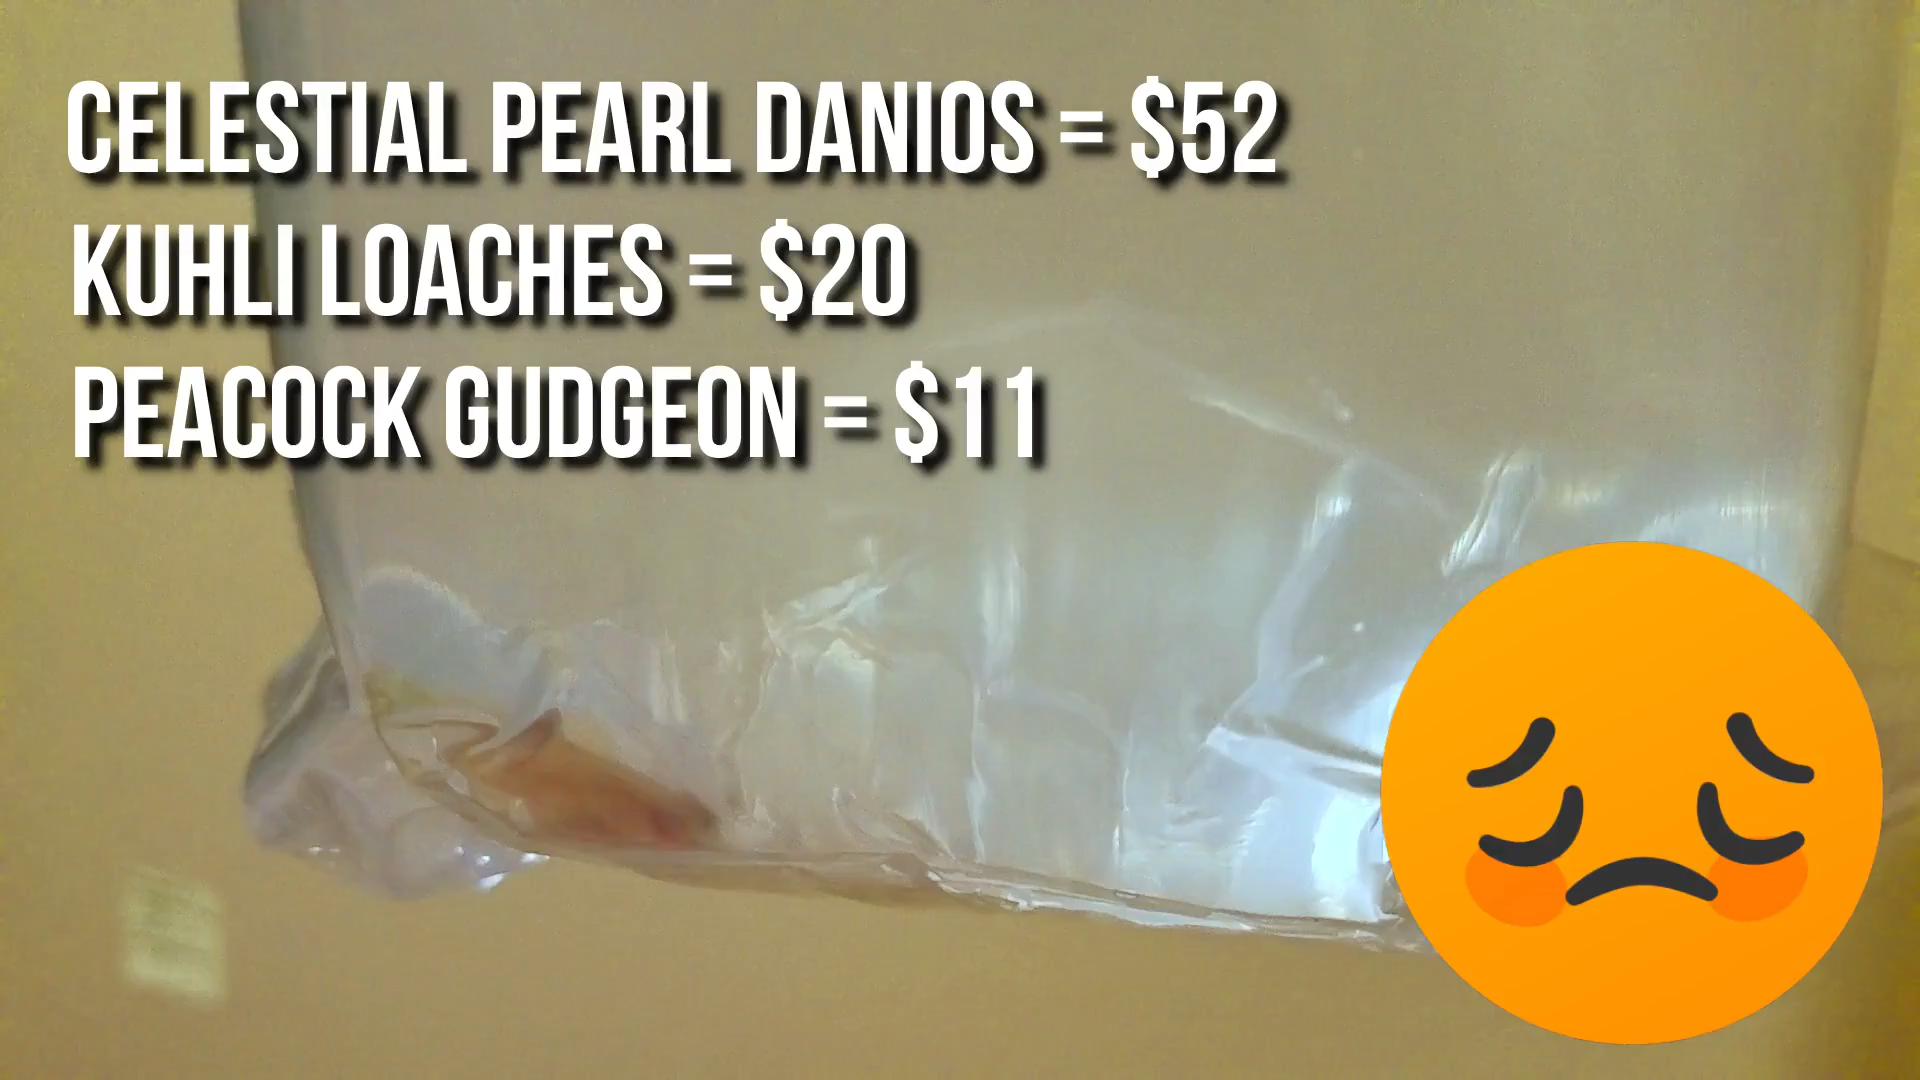 CELESTIAL PEARL DANIOS = $52
KUHLI LOACHES = $20
PEACOCK GUDGEON = $11